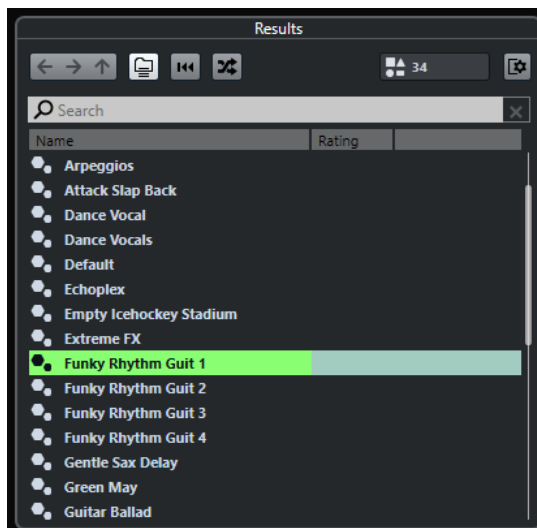 Results
34
Search
Name Rating
Arpeggios
Attack Slap Back
Dance Vocal
Dance Vocals
Default
Echoplex
Empty Icehockey Stadium
Extreme FX
Funky Rhythm Guit 1
Funky Rhythm Guit 2
Funky Rhythm Guit 3
Funky Rhythm Guit 4
Gentle Sax Delay
Green May
Guitar Ballad